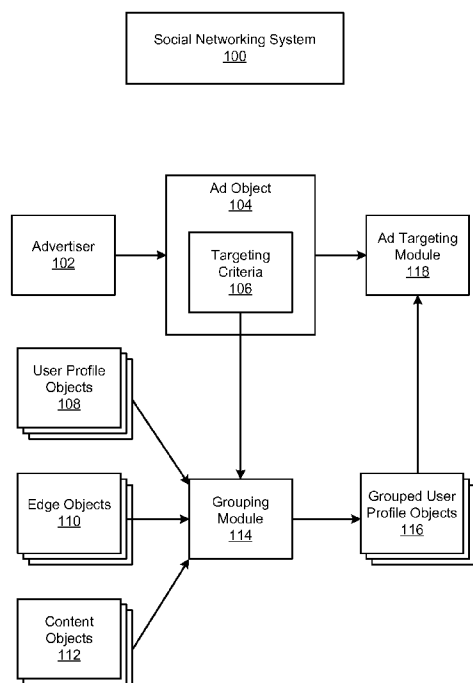 Social Networking System
100
Ad Object
104
Advertiser
102
Targeting
Criteria
106
Ad Targeting
Module
118
User Profile
Objects
108
Edge Objects
110
Grouping
Module
114
Grouped User
Profile Objects
116
Content
Objects
112